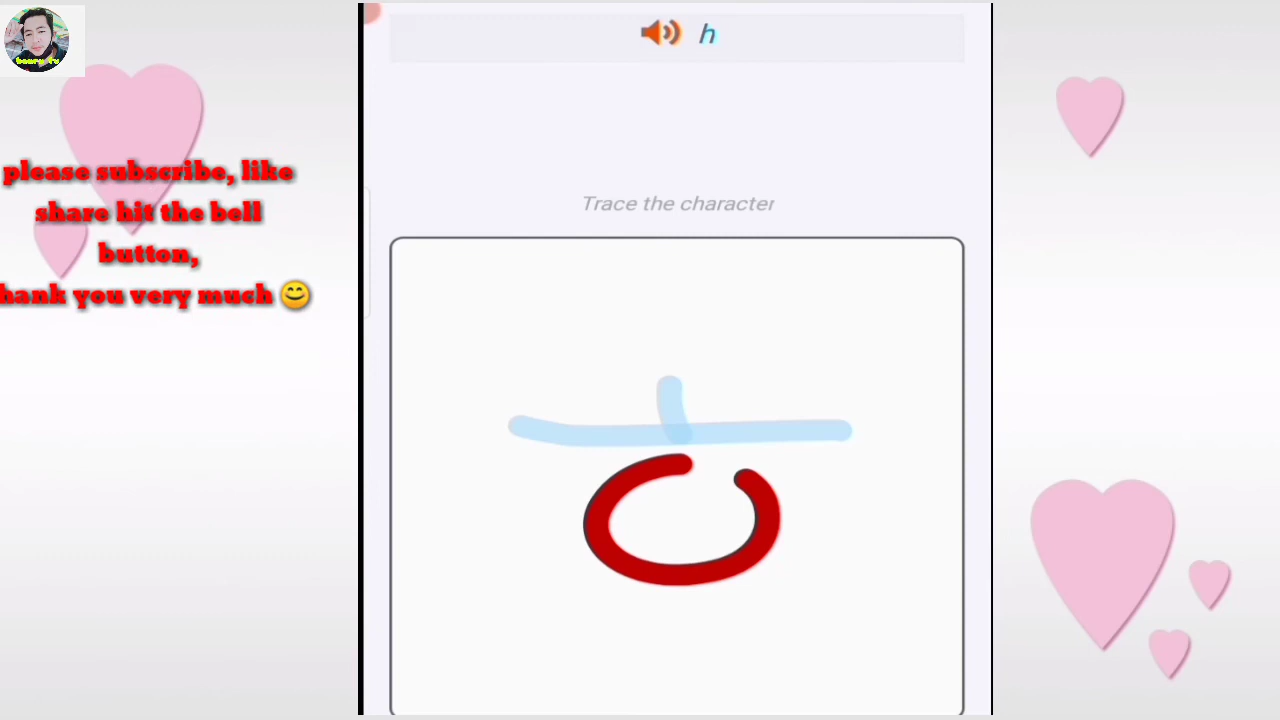 h
please subscribe, like
share hit the bell
button,
hank you very much 😊
Trace the character
ㅎ